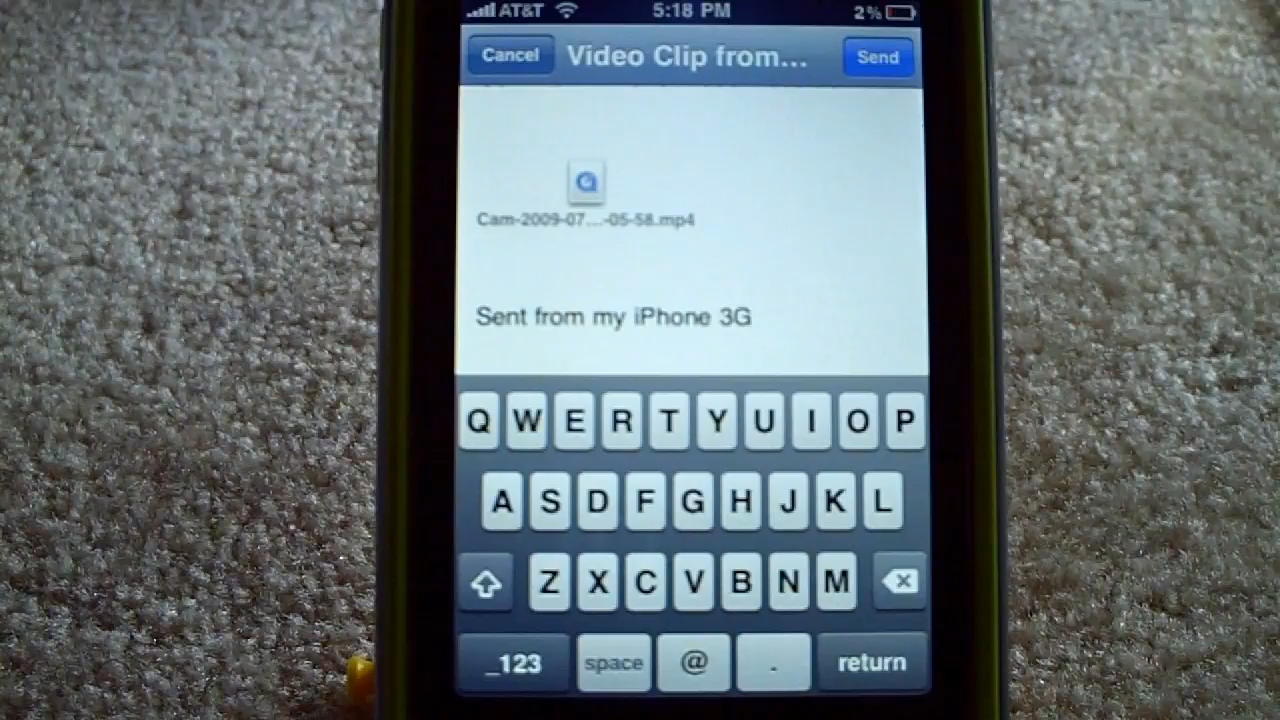 AT&T 5:18 PM 2%
Cancel Video Clip from... Send
Cam-2009-07...-05-58.mp4
Sent from my iPhone 3G
Q W E R T Y U I O P
A S D F G H J K L
Z X C V B N M
_123 space @ . return